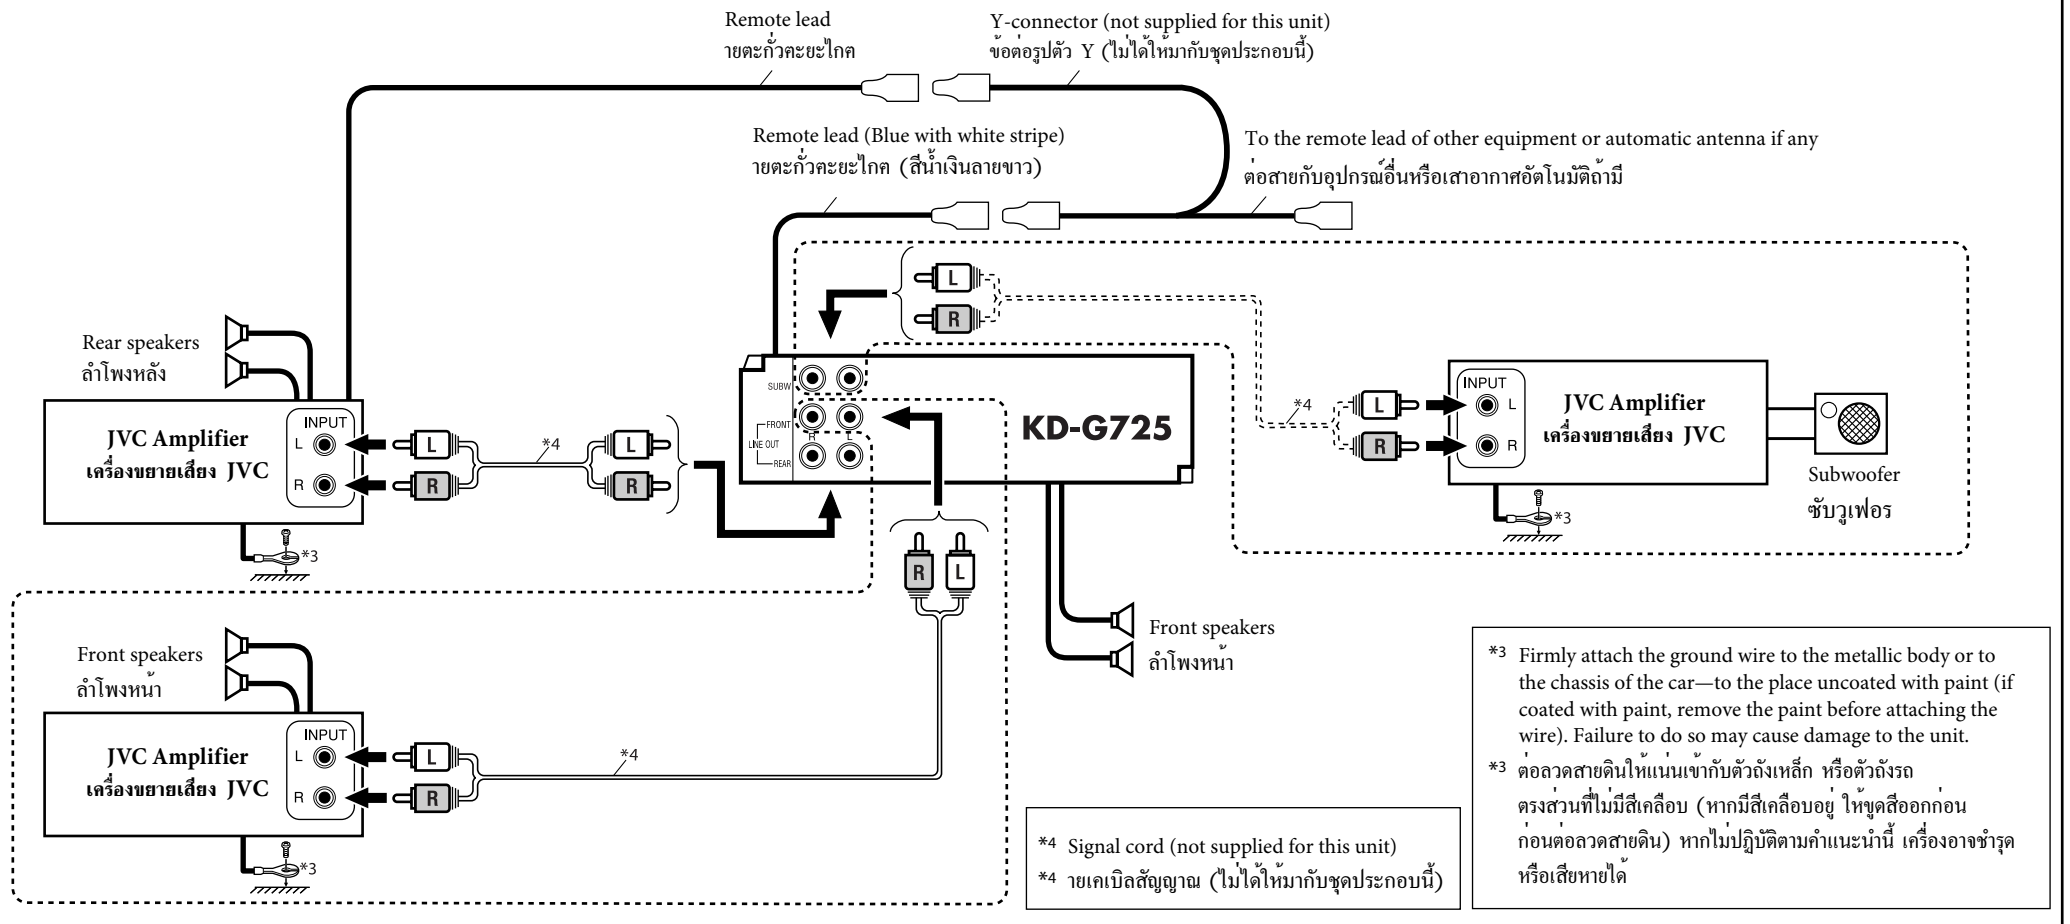 Remote lead
ายตะกั่วตะยะไกต
Y-connector (not supplied for this unit)
ข้อต่อรูปตัว Y (ไม่ได้ให้มากับชุดประกอบนี้)
Remote lead (Blue with white stripe)
ายตะกั่วตะยะไกต (สีน้ำเงินลายขาว)
To the remote lead of other equipment or automatic antenna if any
ต่อสายกับอุปกรณ์อื่นหรือเสาอากาศอัตโนมัติถ้ามี
L
R
Rear speakers
ลำโพงหลัง
JVC Amplifier
เครื่องขยายเสียง JVC
INPUT
L
R
L
R
*4
L
R
*3
SUBW
FRONT
LINE OUT
REAR
R
L
KD-G725
*4
L
R
INPUT
L
R
JVC Amplifier
เครื่องขยายเสียง JVC
Subwoofer
ซับวูเฟอร
*3
R
L
Front speakers
ลำโพงหน้า
Front speakers
ลำโพงหน้า
JVC Amplifier
เครื่องขยายเสียง JVC
INPUT
L
R
L
R
*4
*3
*4 Signal cord (not supplied for this unit)
*4 ายเคเบิลสัญญาณ (ไม่ได้ให้มากับชุดประกอบนี้)
*3 Firmly attach the ground wire to the metallic body or to
the chassis of the car—to the place uncoated with paint (if
coated with paint, remove the paint before attaching the
wire). Failure to do so may cause damage to the unit.
*3 ต่อลวดสายดินให้แน่นเข้ากับตัวถังเหล็ก หรือตัวถังรถ
ตรงส่วนที่ไม่มีสีเคลือบ (หากมีสีเคลือบอยู่ ให้ขูดสีออกก่อน
ก่อนต่อลวดสายดิน) หากไม่ปฏิบัติตามคำแนะนำนี้ เครื่องอาจชำรุด
หรือเสียหายได้